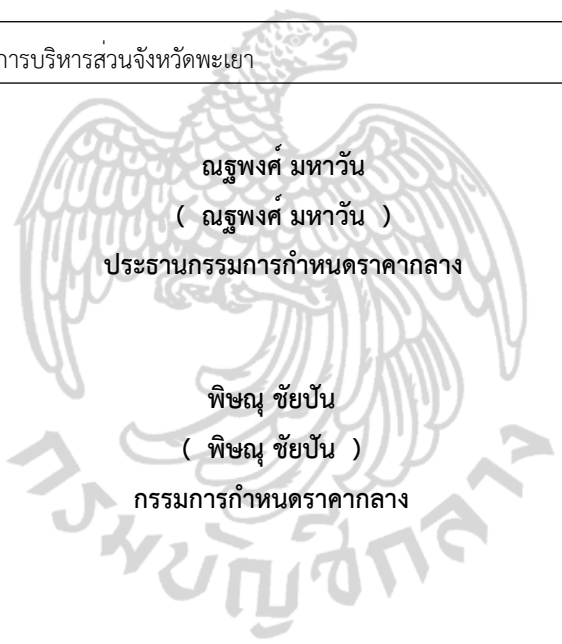 การบริหารส่วนจังหวัดพะเยา
ณฐพงศ์ มหาวัน
( ณฐพงศ์ มหาวัน )
ประธานกรรมการกำหนดราคากลาง
พิษณุ ชัยปัน
( พิษณุ ชัยปัน )
กรรมการกำหนดราคากลาง
กรมบัญชีกลาง